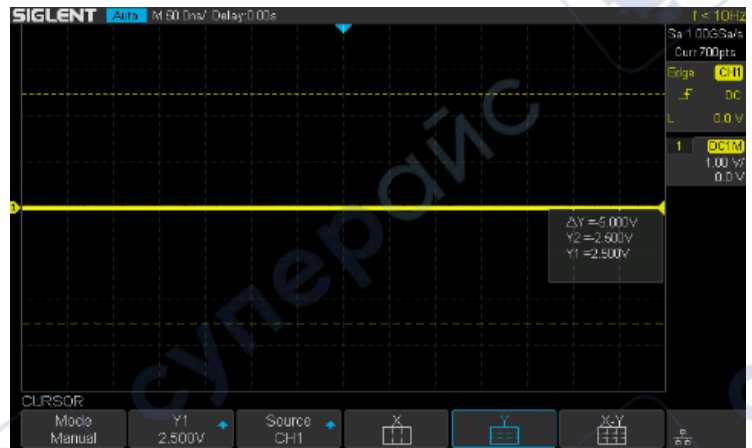 SIGLENT Auto M 50.0ns/ Delay:0.00s f < 10Hz
Sa 1.00GSa/s
Curr 700pts
Edge CH1
DC
L 0.0 V
1 DC1M
1.00 V/
0.0 V
1
ΔY =-5.000V
Y2 =-2.500V
Y1 =2.500V
суперайс
CURSOR
Mode
Manual
Y1
2.500V
Source
CH1
X
Y
X-Y